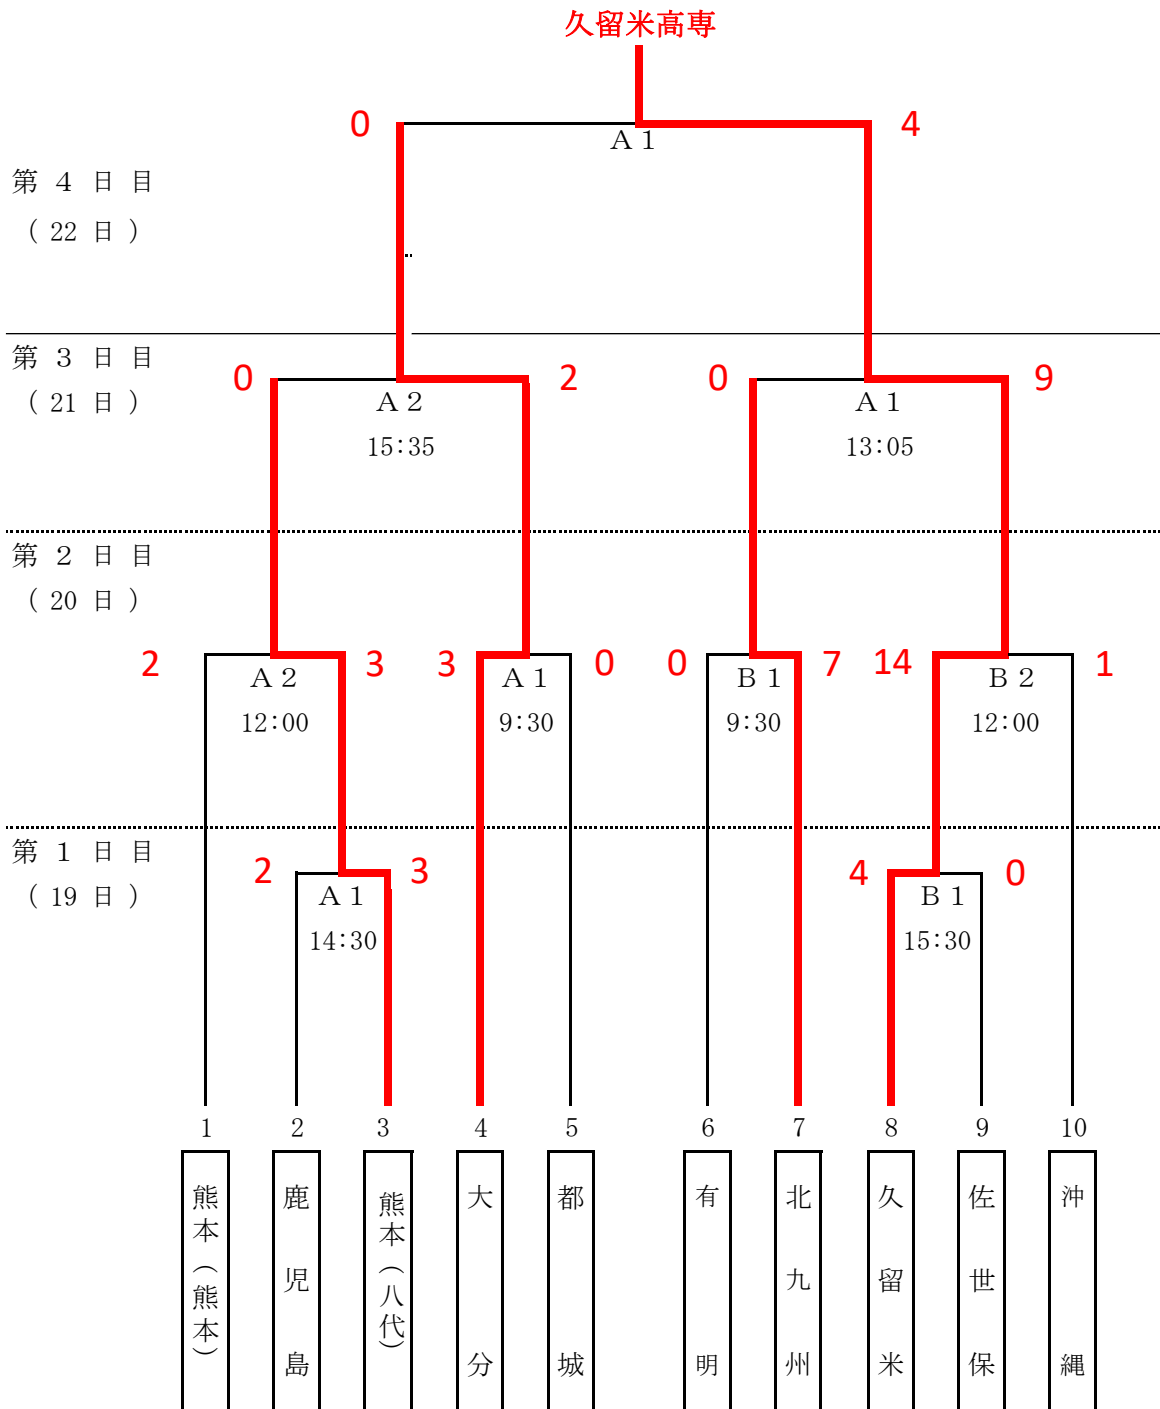 久留米高専
0
4
A 1
第 4 日 目
( 22 日 )
第 3 日 目
0
2
0
9
( 21 日 )
A 2
A 1
15:35
13:05
第 2 日 目
( 20 日 )
2
3
3
0
0
7
14
1
A 2
A 1
B 1
B 2
12:00
9:30
9:30
12:00
第 1 日 目
2
3
4
0
( 19 日 )
A 1
B 1
14:30
15:30
1
2
3
4
5
6
7
8
9
10
熊本(熊本)
鹿児島
熊本(八代)
大分
都城
有明
北九州
久留米
佐世保
沖縄